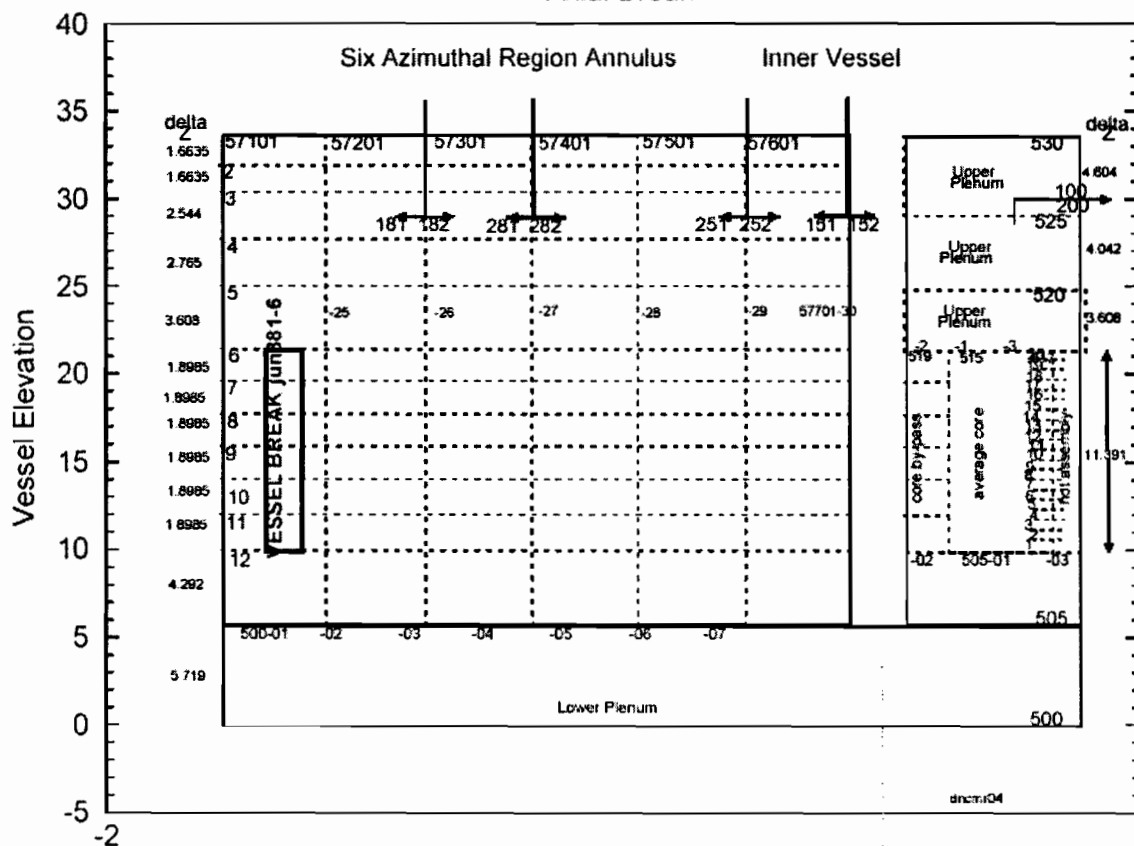 Six Azimuthal Region Annulus
Inner Vessel
Vessel Elevation
40
35
30
25
20
15
10
5
0
-5
-2
delta
Z
1.6635
1.6635
2.544
2.765
3.608
1.8985
1.8985
1.8985
1.8985
1.8985
1.8985
4.292
5.719
57101 57201 57301 57401 57501 57601
2
3
4
5
6
7
8
9
10
11
12
181 182 281 282 251 252 151 152
-25 -26 -27 -28 -29 57701-30
VESSEL BREAK jun881-6
500-01 -02 -03 -04 -05 -06 -07
Lower Plenum
500
delta
Z
530
Upper
Plenum
4.604
100
200
525
Upper
Plenum
4.042
520
Upper
Plenum
3.608
-2 -1 -3
519 515
core by-pass
average core
hot assembly
11.391
-02 505-01 -03
505